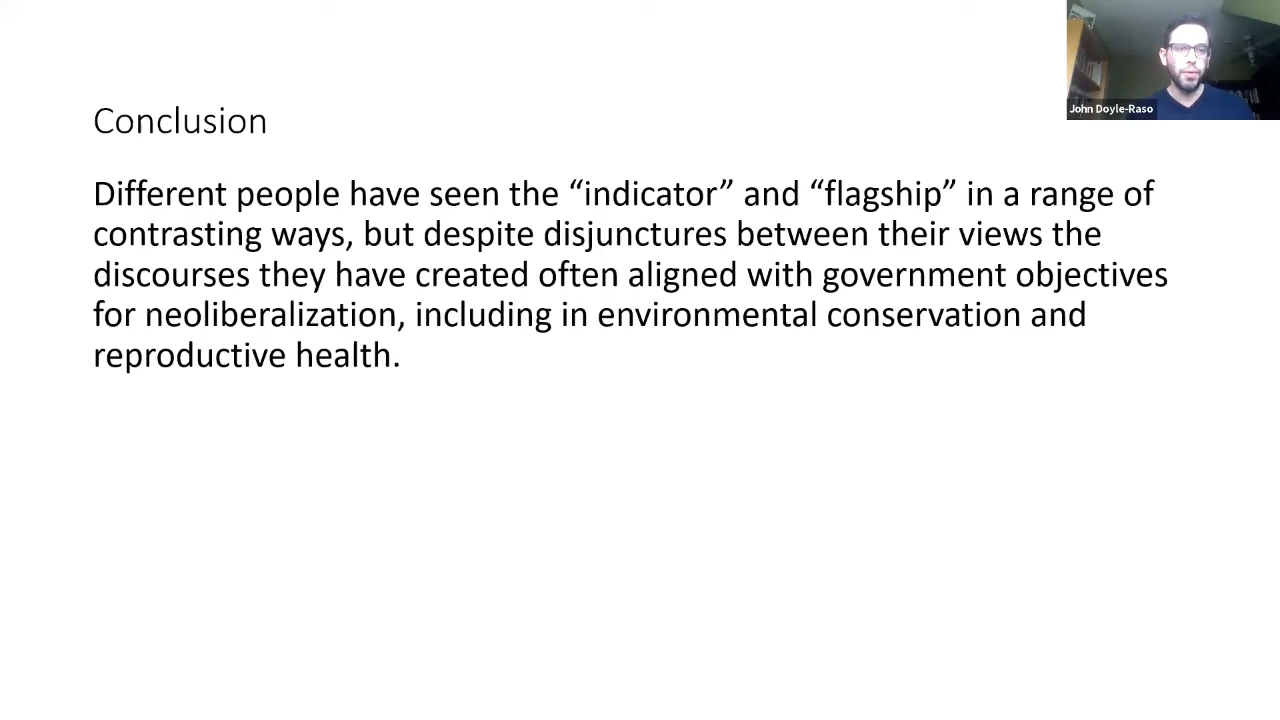 John Doyle-Raso
Conclusion
Different people have seen the “indicator” and “flagship” in a range of
contrasting ways, but despite disjunctures between their views the
discourses they have created often aligned with government objectives
for neoliberalization, including in environmental conservation and
reproductive health.